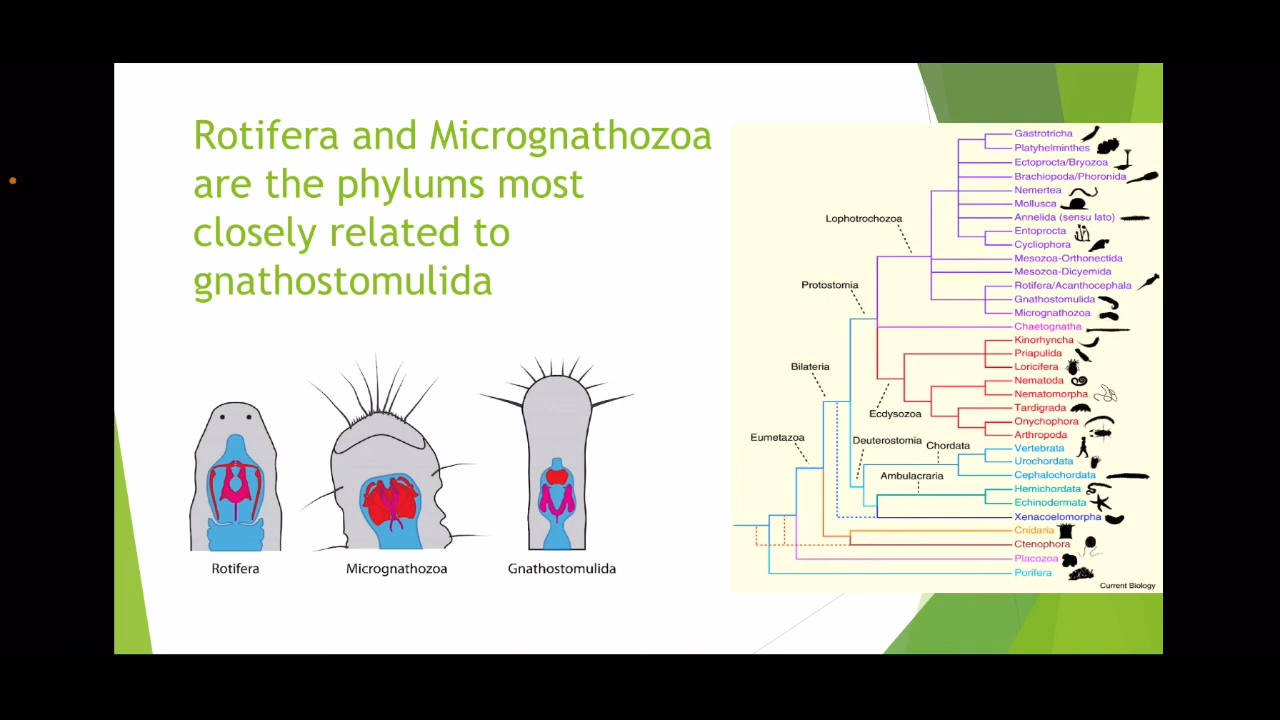 Rotifera and Micrognathozoa
are the phylums most
closely related to
gnathostomulida
Rotifera
Micrognathozoa
Gnathostomulida
Gastrotricha
Platyhelminthes
Ectoprocta/Bryozoa
Brachiopoda/Phoronida
Nemertea
Mollusca
Annelida (sensu lato)
Entoprocta
Cycliophora
Mesozoa-Orthonectida
Mesozoa-Dicyemida
Rotifera/Acanthocephala
Gnathostomulida
Micrognathozoa
Chaetognatha
Kinorhyncha
Priapulida
Loricifera
Nematoda
Nematomorpha
Tardigrada
Onychophora
Arthropoda
Vertebrata
Urochordata
Cephalochordata
Hemichordata
Echinodermata
Xenacoelomorpha
Cnidaria
Ctenophora
Placozoa
Porifera
Lophotrochozoa
Protostomia
Bilateria
Ecdysozoa
Eumetazoa
Deuterostomia
Chordata
Ambulacraria
Current Biology